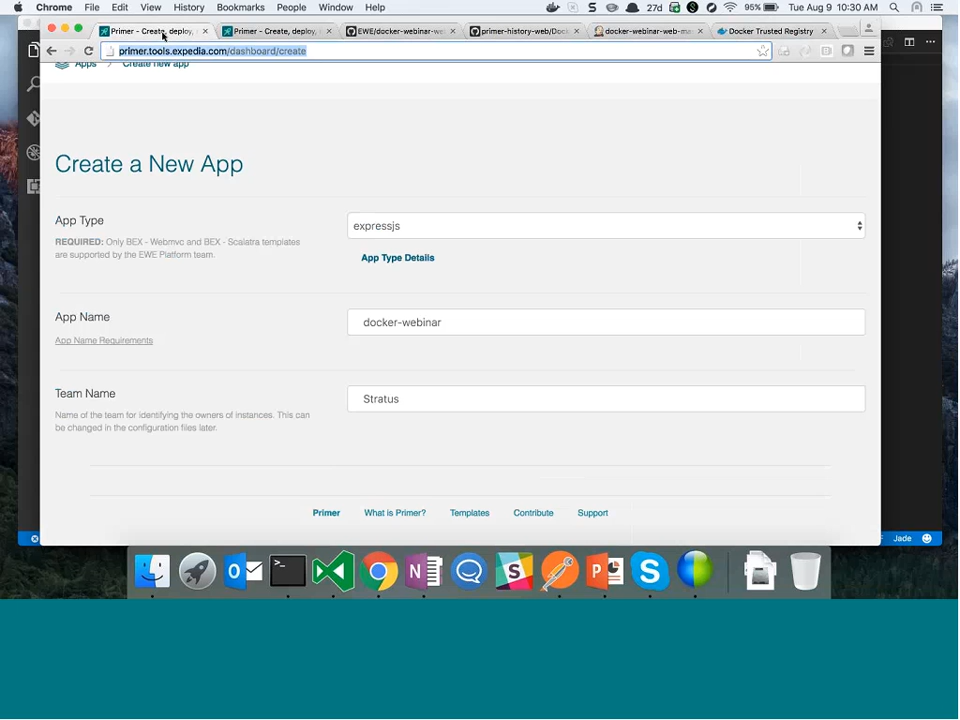 Chrome File Edit View History Bookmarks People Window Help 27d 95% Tue Aug 9 10:30 AM
Primer - Create, deploy, Primer - Create, deploy, EWE/docker-webinar-we primer-history-web/Doc docker-webinar-web-ma Docker Trusted Registry
primer.tools.expedia.com/dashboard/create
Apps Create new app
Create a New App
App Type
expressjs
REQUIRED: Only BEX - Webmvc and BEX - Scalatra templates
are supported by the EWE Platform team.
App Type Details
App Name
docker-webinar
App Name Requirements
Team Name
Stratus
Name of the team for identifying the owners of instances. This can
be changed in the configuration files later.
Primer What is Primer? Templates Contribute Support
Jade